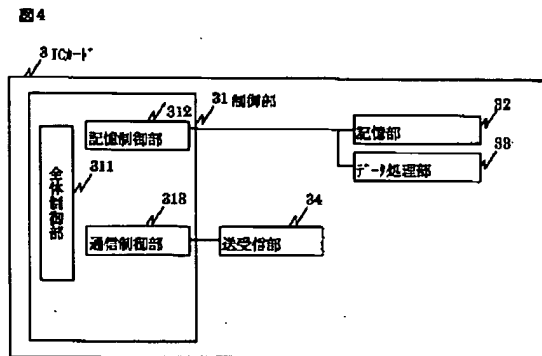 図4
3 ICカード
312
31 制御部
記憶制御部
32
記憶部
33
データ処理部
311
全体制御部
318
通信制御部
34
送受信部